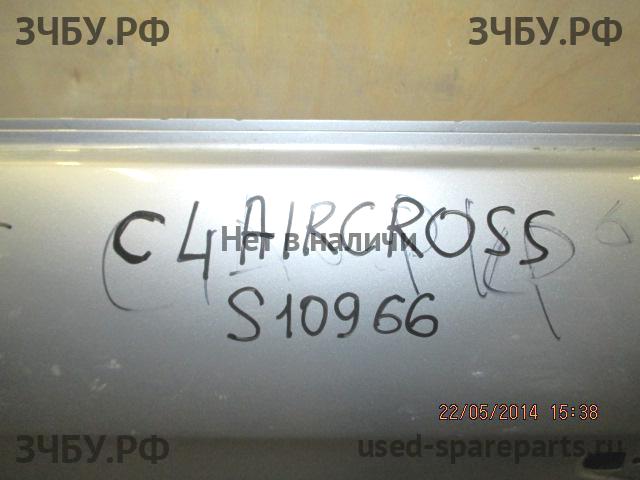 ЗЧБУ.РФ ЗЧБУ.РФ
C4 AIRCROSS
Нет в наличи
S10966
22/05/2014 15:38
ЗЧБУ.РФ used-spareparts.ru